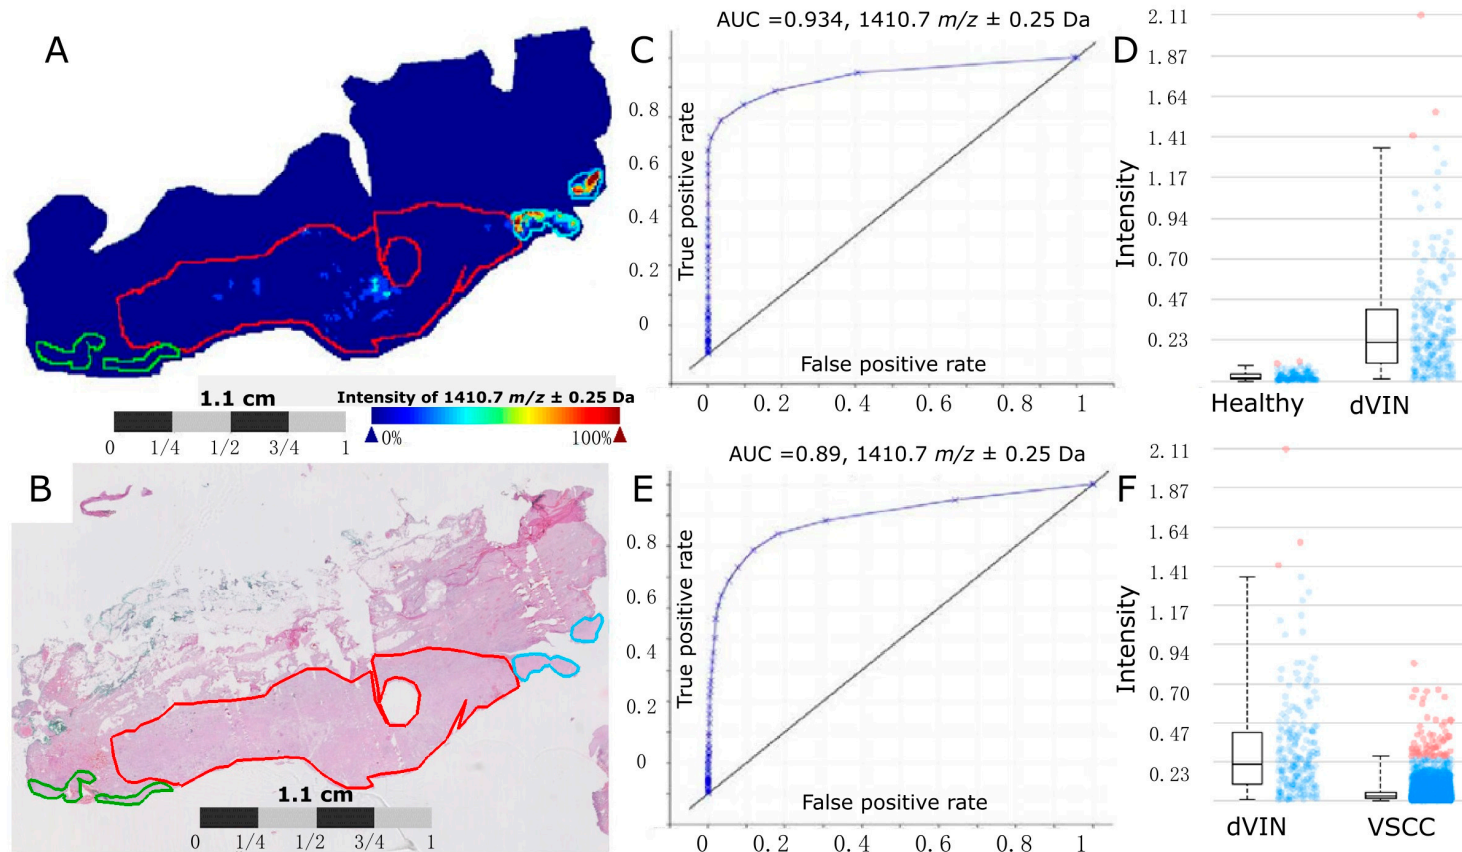 A
1.1 cm
0 1/4 1/2 3/4 1
Intensity of 1410.7 m/z ± 0.25 Da
0% 100%
B
1.1 cm
0 1/4 1/2 3/4 1
C
AUC =0.934, 1410.7 m/z ± 0.25 Da
True positive rate
0.8
0.6
0.4
0.2
0
False positive rate
0 0.2 0.4 0.6 0.8 1
D
Intensity
2.11
1.87
1.64
1.41
1.17
0.94
0.70
0.47
0.23
Healthy dVIN
E
AUC =0.89, 1410.7 m/z ± 0.25 Da
True positive rate
0.8
0.6
0.4
0.2
0
False positive rate
0 0.2 0.4 0.6 0.8 1
F
Intensity
2.11
1.87
1.64
1.41
1.17
0.94
0.70
0.47
0.23
dVIN VSCC